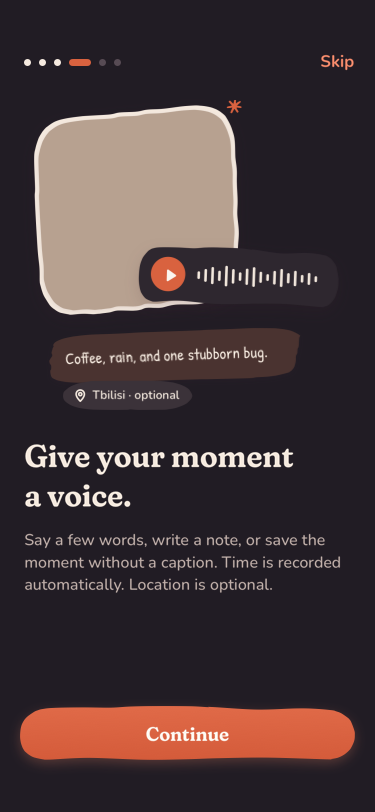 Skip
Coffee, rain, and one stubborn bug.
Tbilisi · optional
Give your moment
a voice.
Say a few words, write a note, or save the
moment without a caption. Time is recorded
automatically. Location is optional.
Continue